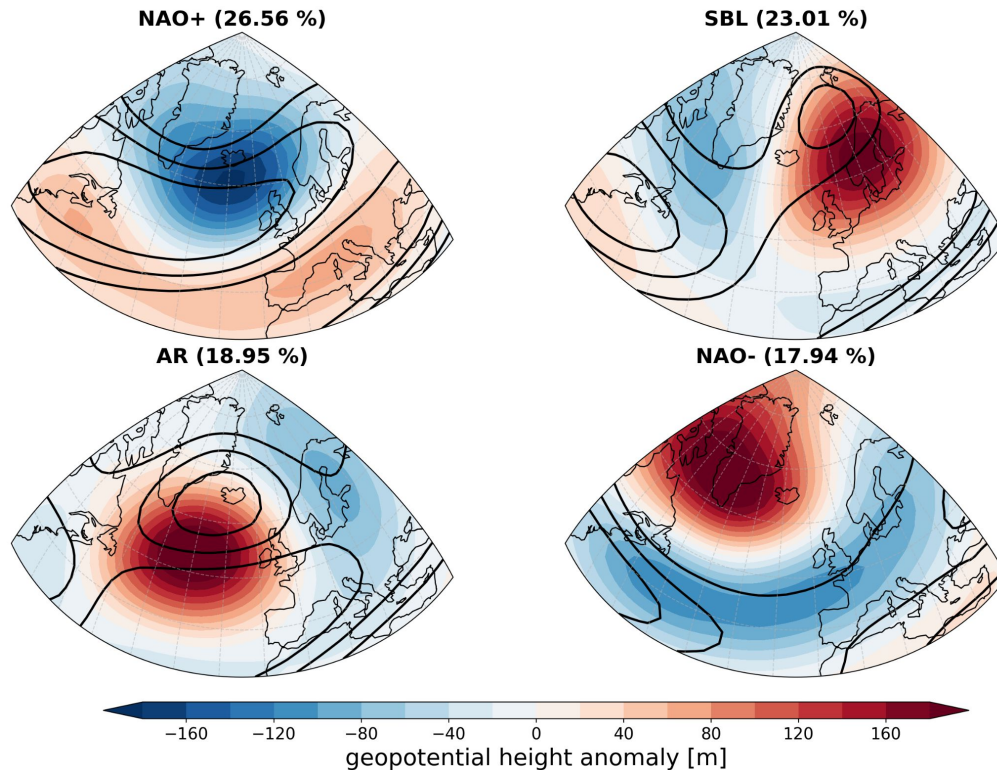 NAO+ (26.56 %)
SBL (23.01 %)
AR (18.95 %)
NAO- (17.94 %)
−160 −120 −80 −40 0 40 80 120 160
geopotential height anomaly [m]